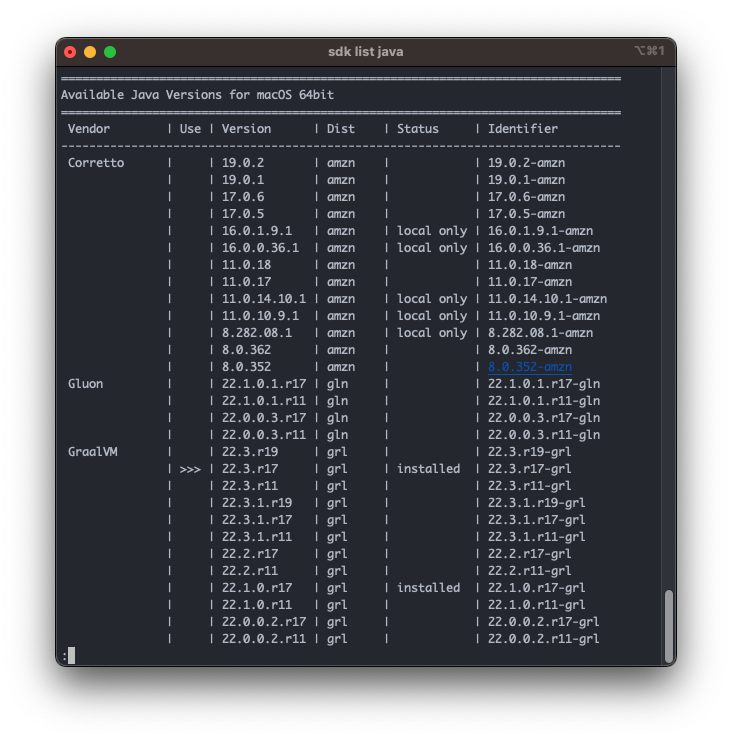 sdk list java
⌥⌘1
================================================================================
Available Java Versions for macOS 64bit
================================================================================
 Vendor        | Use | Version      | Dist    | Status     | Identifier
--------------------------------------------------------------------------------
 Corretto      |     | 19.0.2       | amzn    |            | 19.0.2-amzn
               |     | 19.0.1       | amzn    |            | 19.0.1-amzn
               |     | 17.0.6       | amzn    |            | 17.0.6-amzn
               |     | 17.0.5       | amzn    |            | 17.0.5-amzn
               |     | 16.0.1.9.1   | amzn    | local only | 16.0.1.9.1-amzn
               |     | 16.0.0.36.1  | amzn    | local only | 16.0.0.36.1-amzn
               |     | 11.0.18      | amzn    |            | 11.0.18-amzn
               |     | 11.0.17      | amzn    |            | 11.0.17-amzn
               |     | 11.0.14.10.1 | amzn    | local only | 11.0.14.10.1-amzn
               |     | 11.0.10.9.1  | amzn    | local only | 11.0.10.9.1-amzn
               |     | 8.282.08.1   | amzn    | local only | 8.282.08.1-amzn
               |     | 8.0.362      | amzn    |            | 8.0.362-amzn
               |     | 8.0.352      | amzn    |            | 8.0.352-amzn
 Gluon         |     | 22.1.0.1.r17 | gln     |            | 22.1.0.1.r17-gln
               |     | 22.1.0.1.r11 | gln     |            | 22.1.0.1.r11-gln
               |     | 22.0.0.3.r17 | gln     |            | 22.0.0.3.r17-gln
               |     | 22.0.0.3.r11 | gln     |            | 22.0.0.3.r11-gln
 GraalVM       |     | 22.3.r19     | grl     |            | 22.3.r19-grl
               | >>> | 22.3.r17     | grl     | installed  | 22.3.r17-grl
               |     | 22.3.r11     | grl     |            | 22.3.r11-grl
               |     | 22.3.1.r19   | grl     |            | 22.3.1.r19-grl
               |     | 22.3.1.r17   | grl     |            | 22.3.1.r17-grl
               |     | 22.3.1.r11   | grl     |            | 22.3.1.r11-grl
               |     | 22.2.r17     | grl     |            | 22.2.r17-grl
               |     | 22.2.r11     | grl     |            | 22.2.r11-grl
               |     | 22.1.0.r17   | grl     | installed  | 22.1.0.r17-grl
               |     | 22.1.0.r11   | grl     |            | 22.1.0.r11-grl
               |     | 22.0.0.2.r17 | grl     |            | 22.0.0.2.r17-grl
               |     | 22.0.0.2.r11 | grl     |            | 22.0.0.2.r11-grl
: